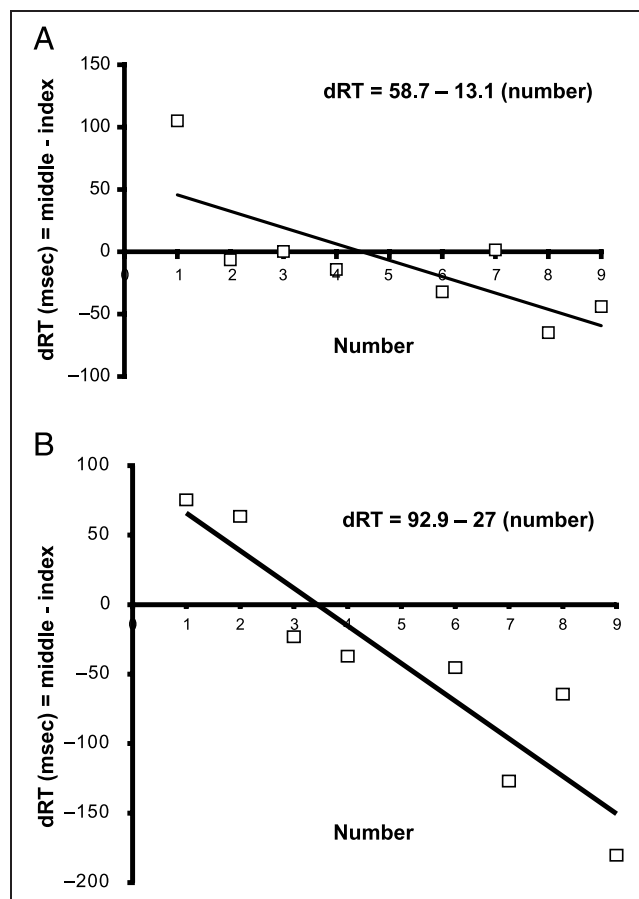 A
150
dRT = 58.7 – 13.1 (number)
100
50
0
0 1 2 3 4 5 6 7 8 9
–50
Number
–100
dRT (msec) = middle - index
B
100
dRT = 92.9 – 27 (number)
50
0
0 1 2 3 4 5 6 7 8 9
–50
–100
–150
Number
–200
dRT (msec) = middle - index